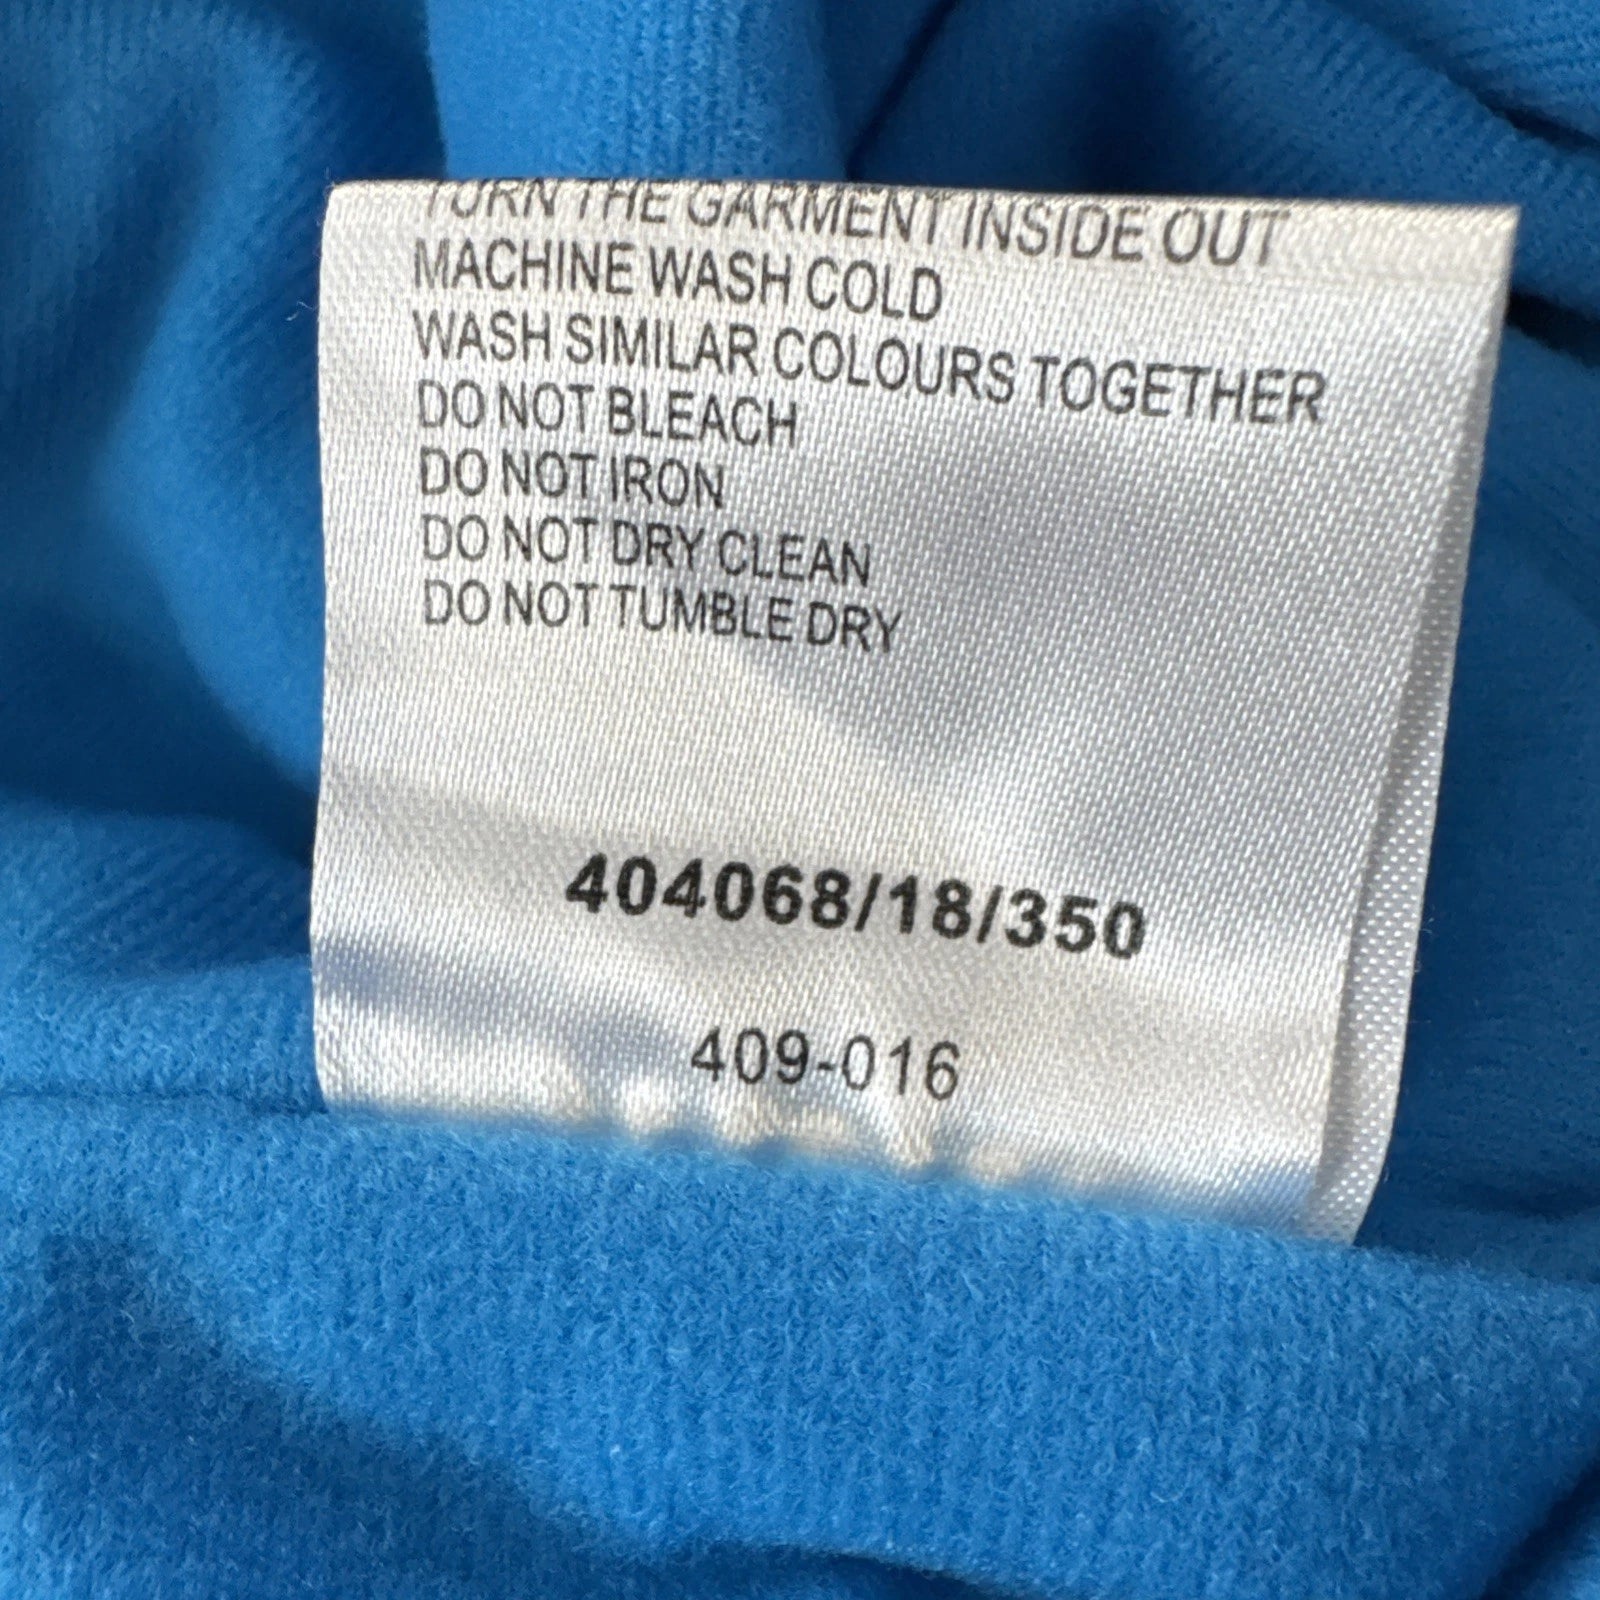 TURN THE GARMENT INSIDE OUT
MACHINE WASH COLD
WASH SIMILAR COLOURS TOGETHER
DO NOT BLEACH
DO NOT IRON
DO NOT DRY CLEAN
DO NOT TUMBLE DRY
404068/18/350
409-016